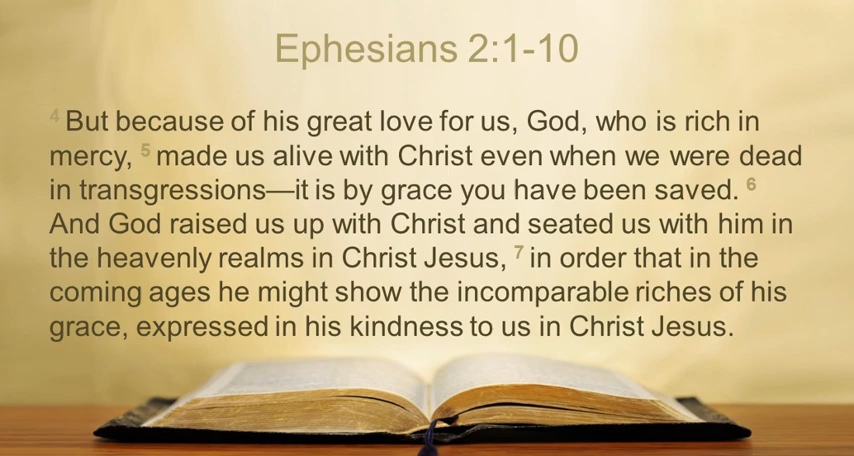 Ephesians 2:1-10
4 But because of his great love for us, God, who is rich in
mercy, 5 made us alive with Christ even when we were dead
in transgressions—it is by grace you have been saved. 6
And God raised us up with Christ and seated us with him in
the heavenly realms in Christ Jesus, 7 in order that in the
coming ages he might show the incomparable riches of his
grace, expressed in his kindness to us in Christ Jesus.